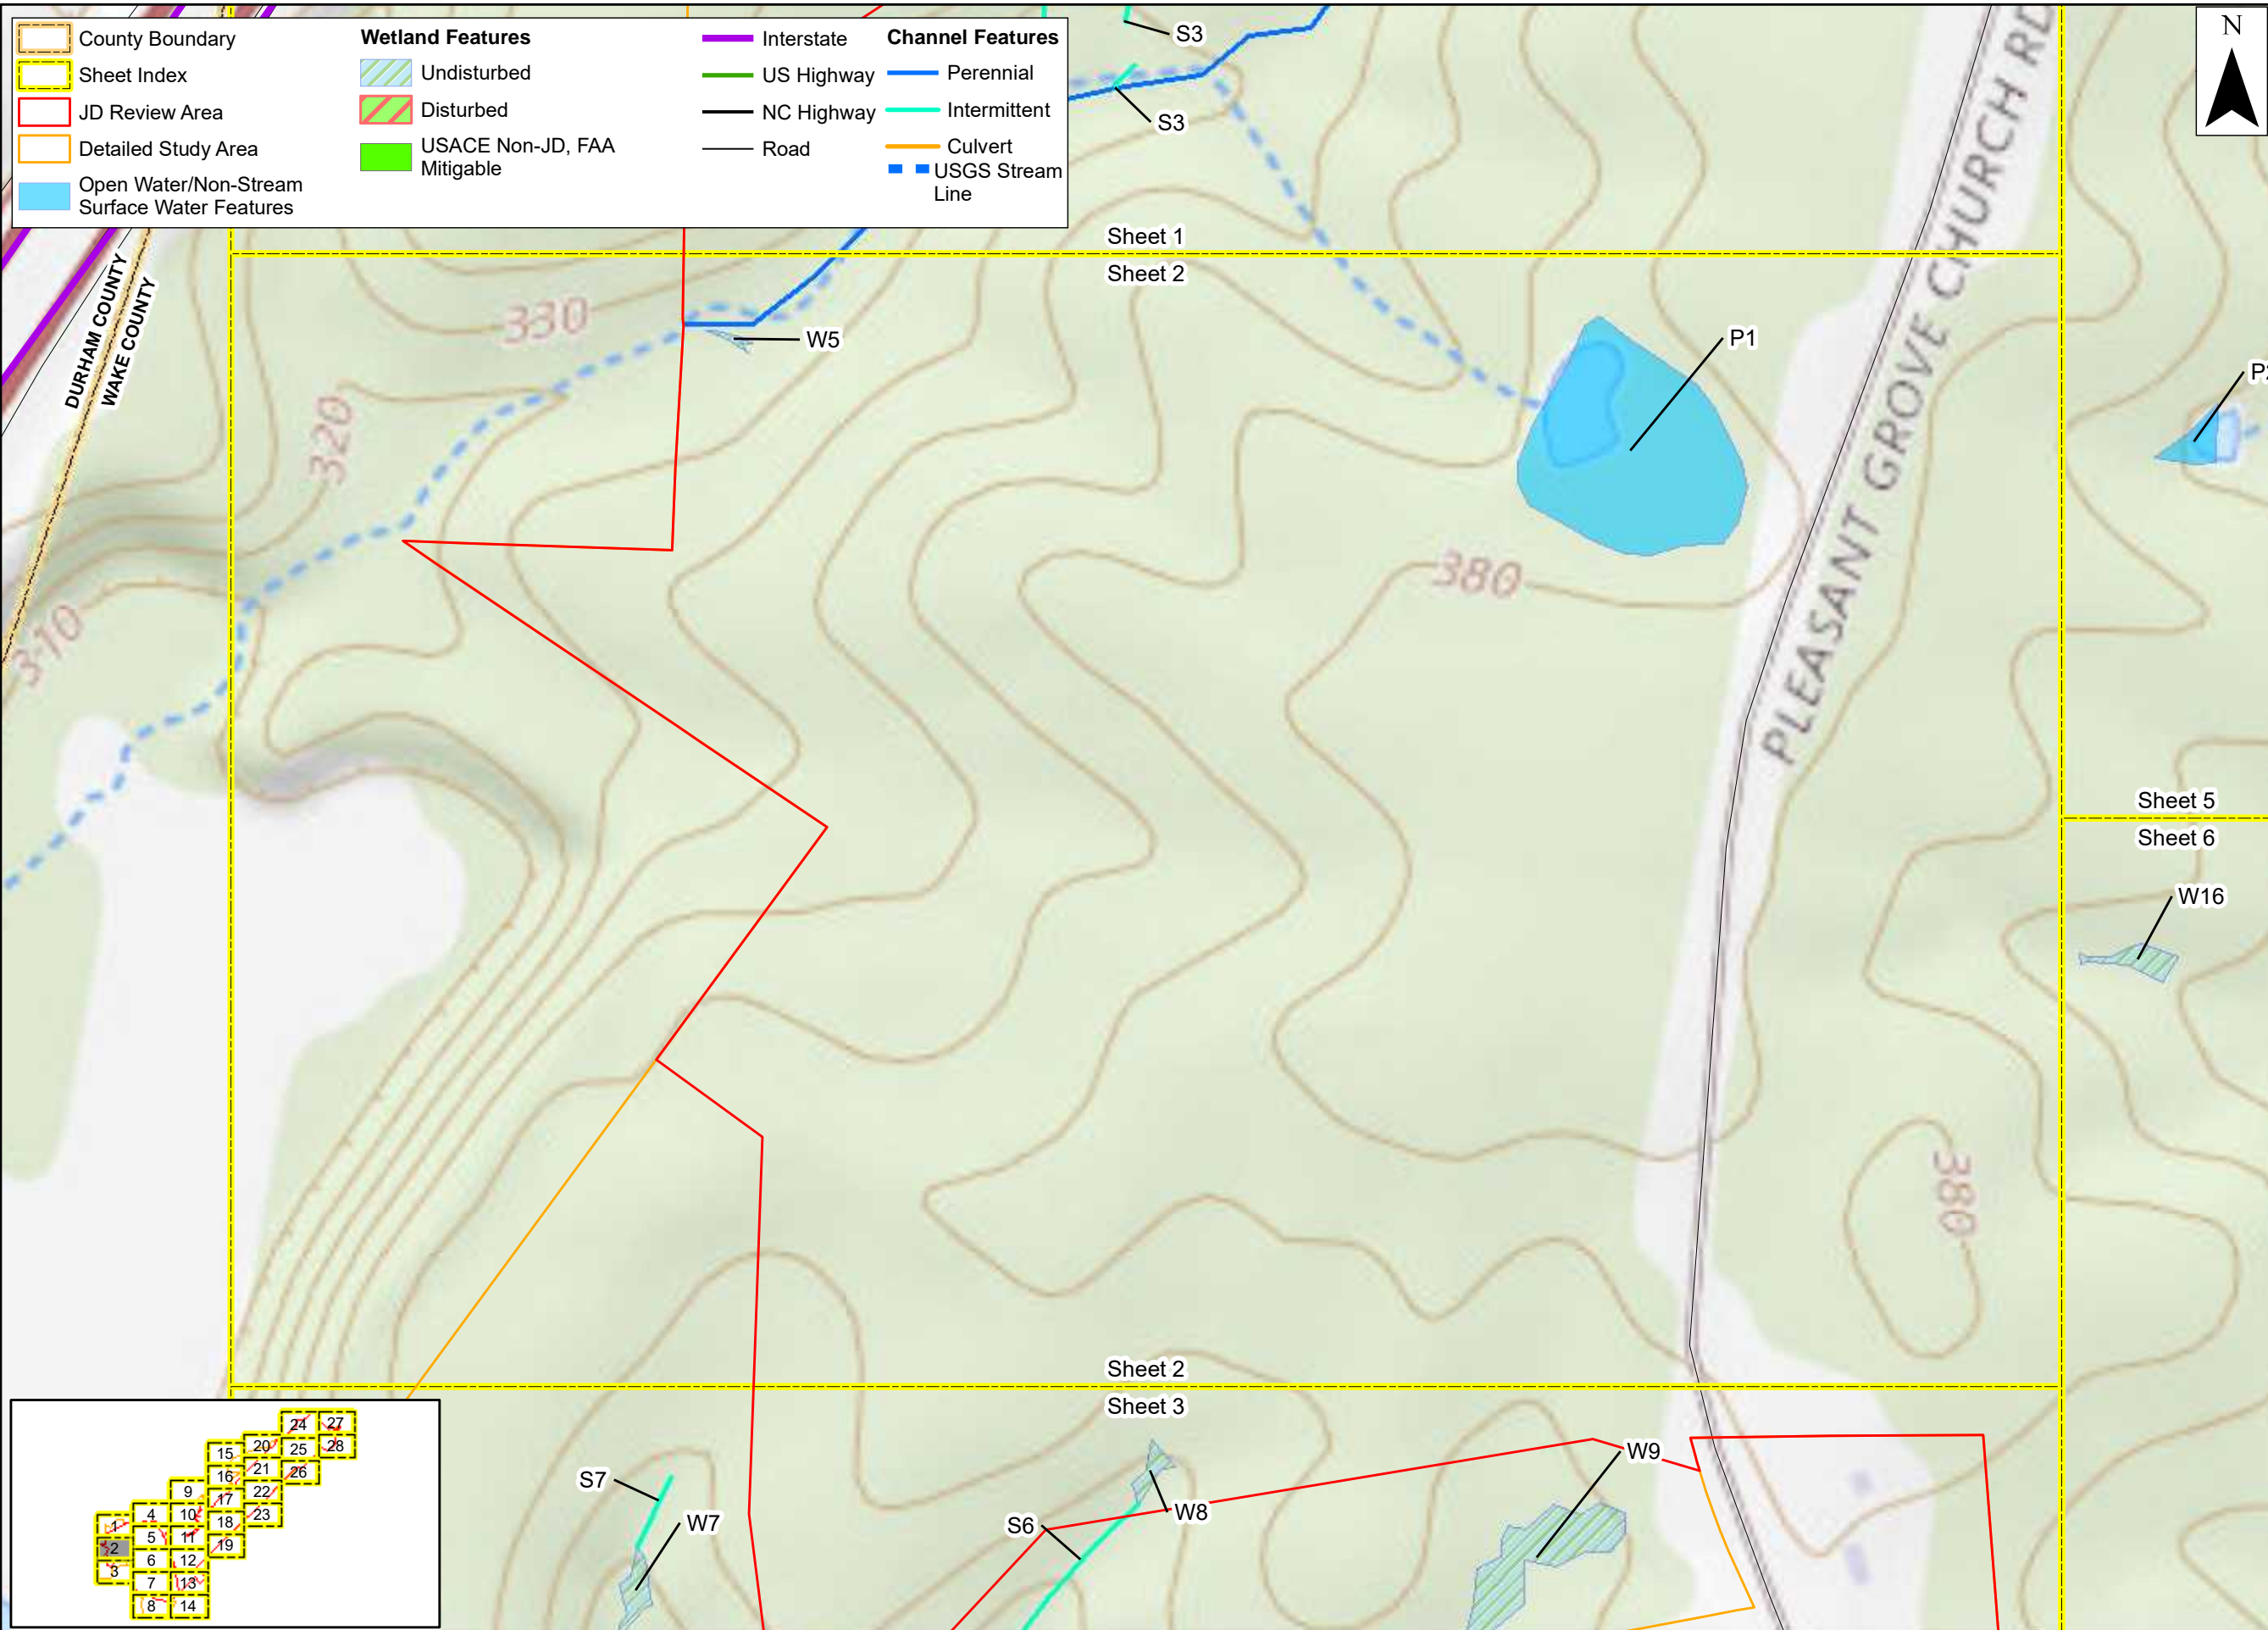 County Boundary
Sheet Index
JD Review Area
Detailed Study Area
Open Water/Non-Stream
Surface Water Features
Wetland Features
Undisturbed
Disturbed
USACE Non-JD, FAA
Mitigable
Interstate
US Highway
NC Highway
Road
Channel Features
Perennial
Intermittent
Culvert
USGS Stream
Line
S3
S3
N
Sheet 1
Sheet 2
DURHAM COUNTY
WAKE COUNTY
330
W5
P1
320
380
310
PLEASANT GROVE CHURCH RD
Sheet 5
Sheet 6
W16
380
Sheet 2
Sheet 3
S7
W7
S6
W8
W9
24
27
15
20
25
28
16
21
26
9
17
22
4
10
18
23
1
5
11
19
2
6
12
3
7
13
8
14